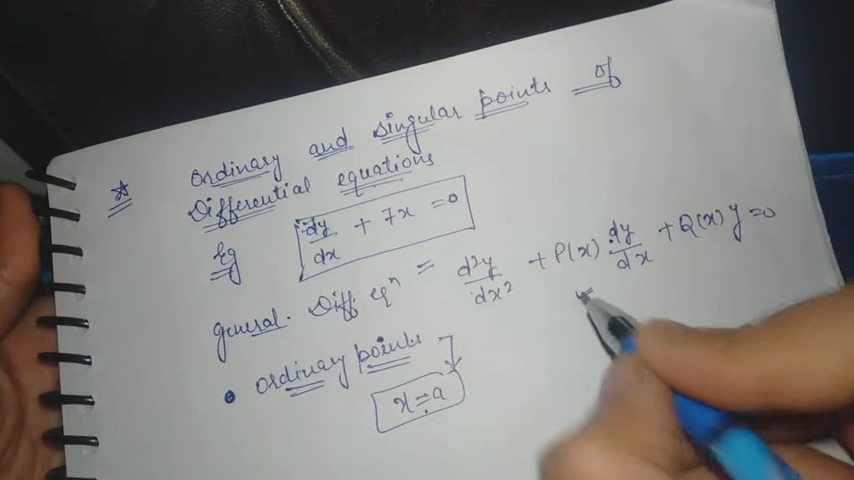 ☆ Ordinary and Singular points of
Differential equations
Eg dy/dx + 7x = 0
general Diff eqⁿ = d²y/dx² + P(x) dy/dx + Q(x) y = 0
• Ordinary points
x = a